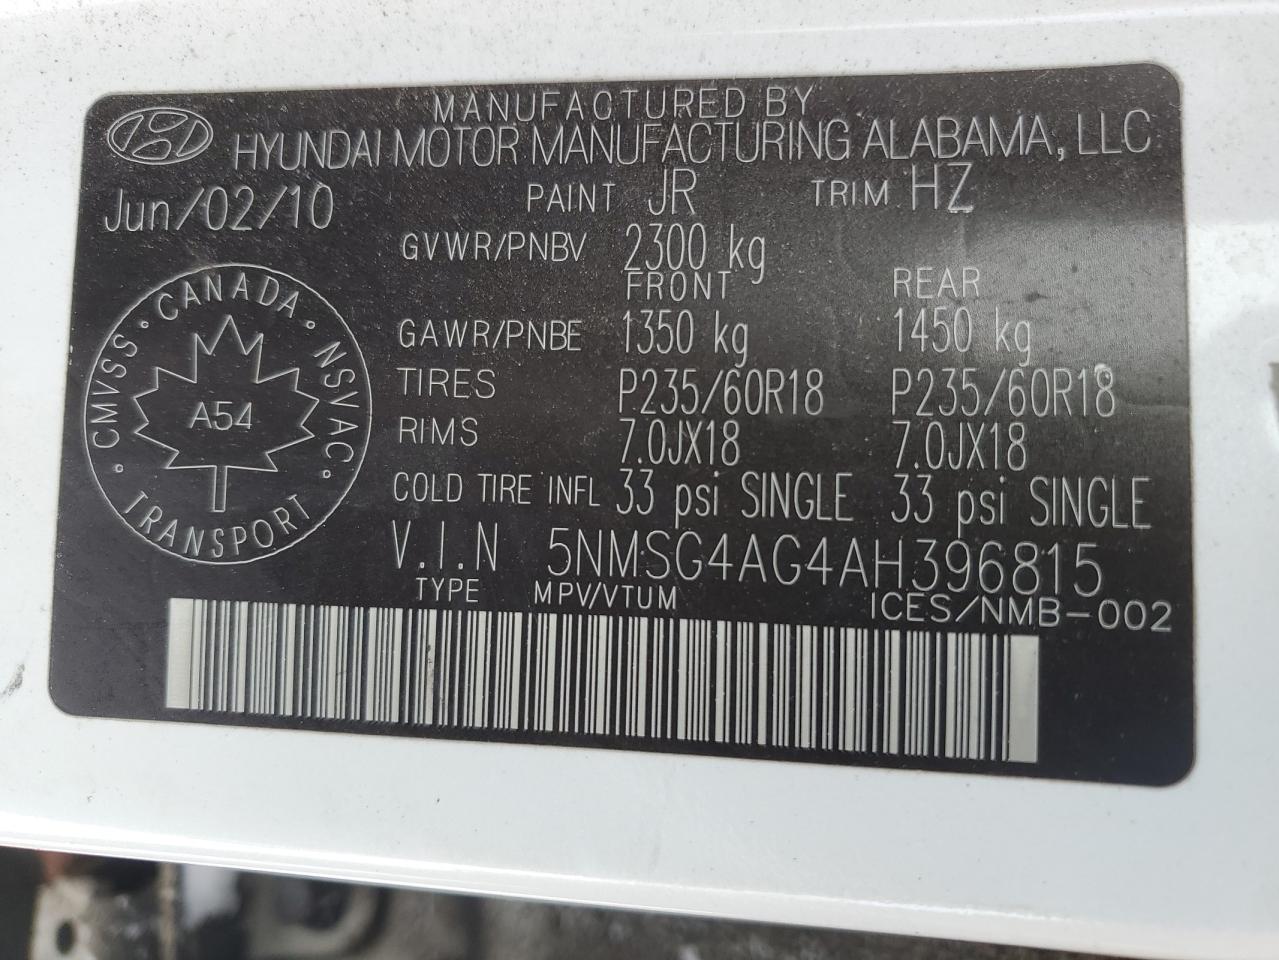 MANUFACTURED BY
HYUNDAI MOTOR MANUFACTURING ALABAMA, LLC
Jun/02/10 PAINT JR TRIM HZ
GVWR/PNBV 2300 kg
FRONT REAR
GAWR/PNBE 1350 kg 1450 kg
TIRES P235/60R18 P235/60R18
RIMS 7.0JX18 7.0JX18
COLD TIRE INFL 33 psi SINGLE 33 psi SINGLE
V.I.N 5NMSG4AG4AH396815
TYPE MPV/VTUM ICES/NMB-002
CANADA
CMVSS
NSVAC
A54
TRANSPORT